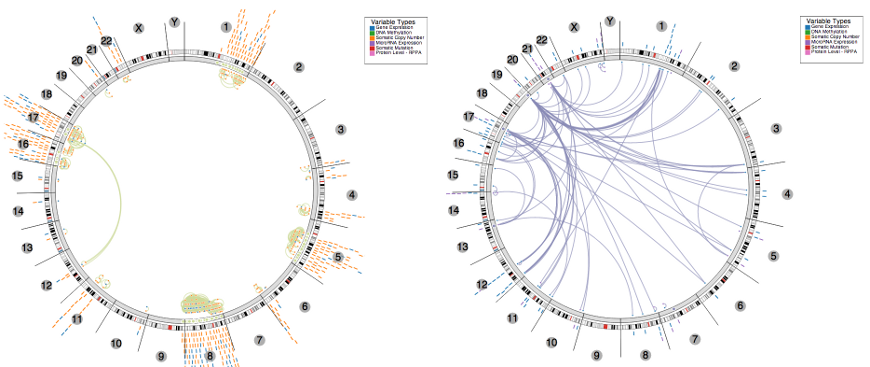 Variable Types
Gene Expression
DNA Methylation
Somatic Copy Number
MicroRNA Expression
Somatic Mutation
Protein Level - RPPA
X
Y
1
2
3
4
5
6
7
8
9
10
11
12
13
14
15
16
17
18
19
20
21
22
Variable Types
Gene Expression
DNA Methylation
Somatic Copy Number
MicroRNA Expression
Somatic Mutation
Protein Level - RPPA
X
Y
1
2
3
4
5
6
7
8
9
10
11
12
13
14
15
16
17
18
19
20
21
22